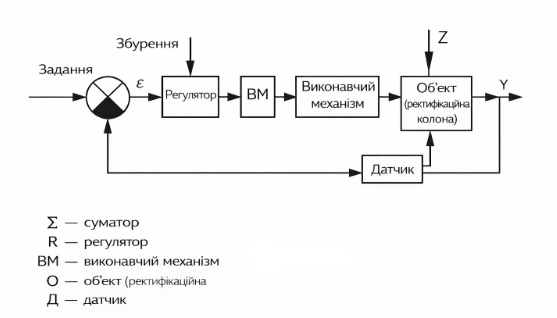 Збурення
Z
Задання
ε
Регулятор
ВМ
Виконавчий
механізм
Об'єкт
(ректифікаційна
колона)
Y
Датчик
Σ — суматор
R — регулятор
ВМ — виконавчий механізм
О — об'єкт (ректифікаційна
Д — датчик